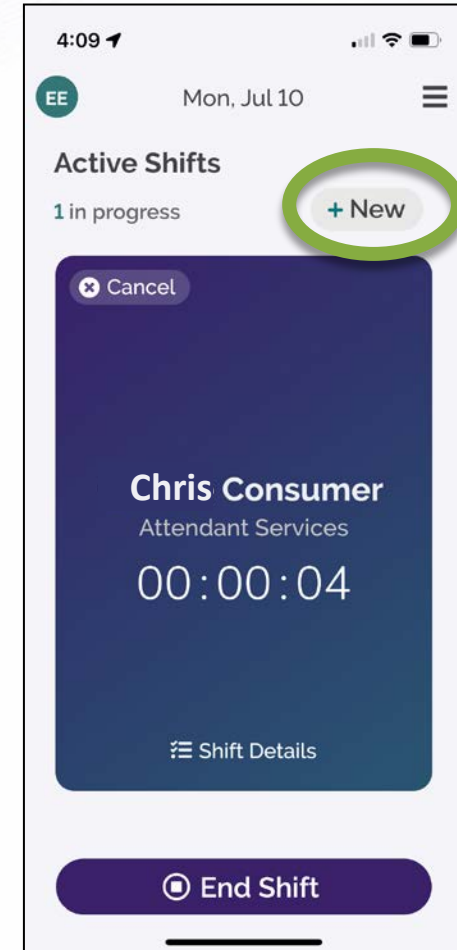 4:09
EE
Mon, Jul 10
Active Shifts
1 in progress
+ New
Cancel
Chris Consumer
Attendant Services
00:00:04
Shift Details
End Shift